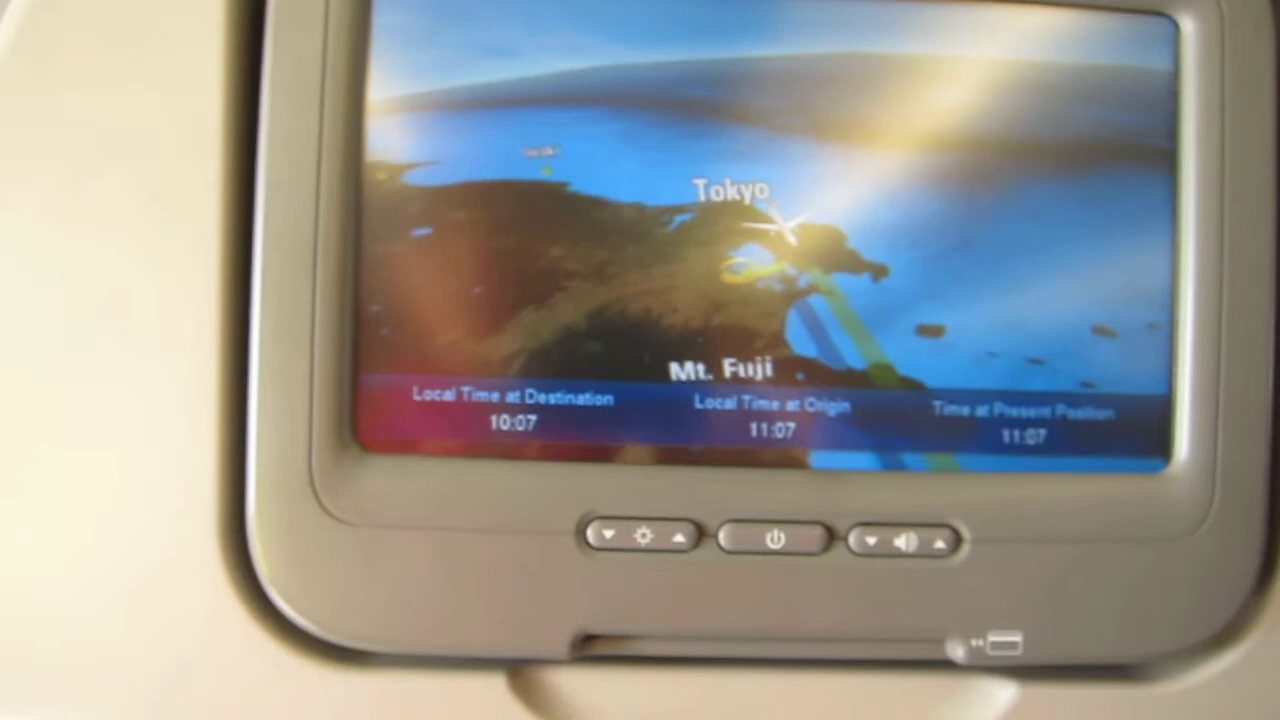 Tokyo
Mt. Fuji
Local Time at Destination
10:07
Local Time at Origin
11:07
Time at Present Position
11:07